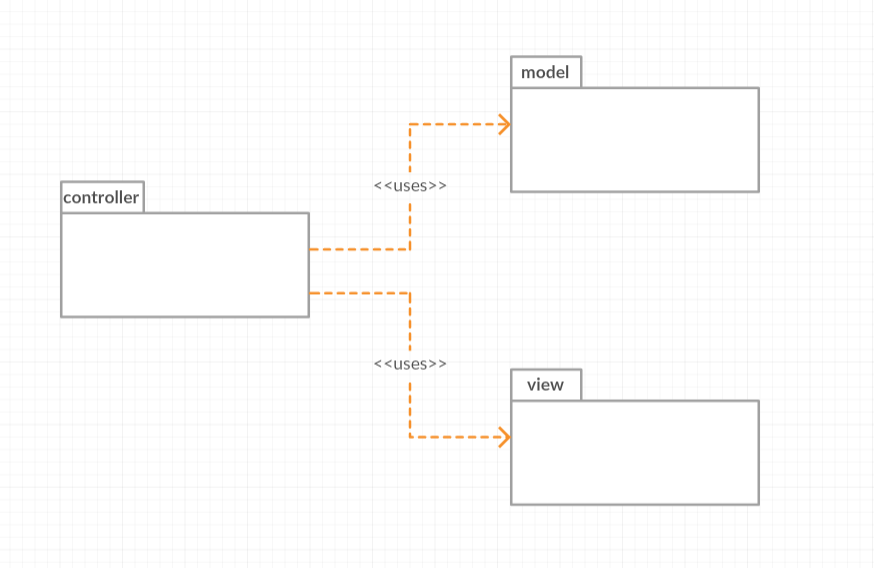 model
<<uses>>
controller
<<uses>>
view